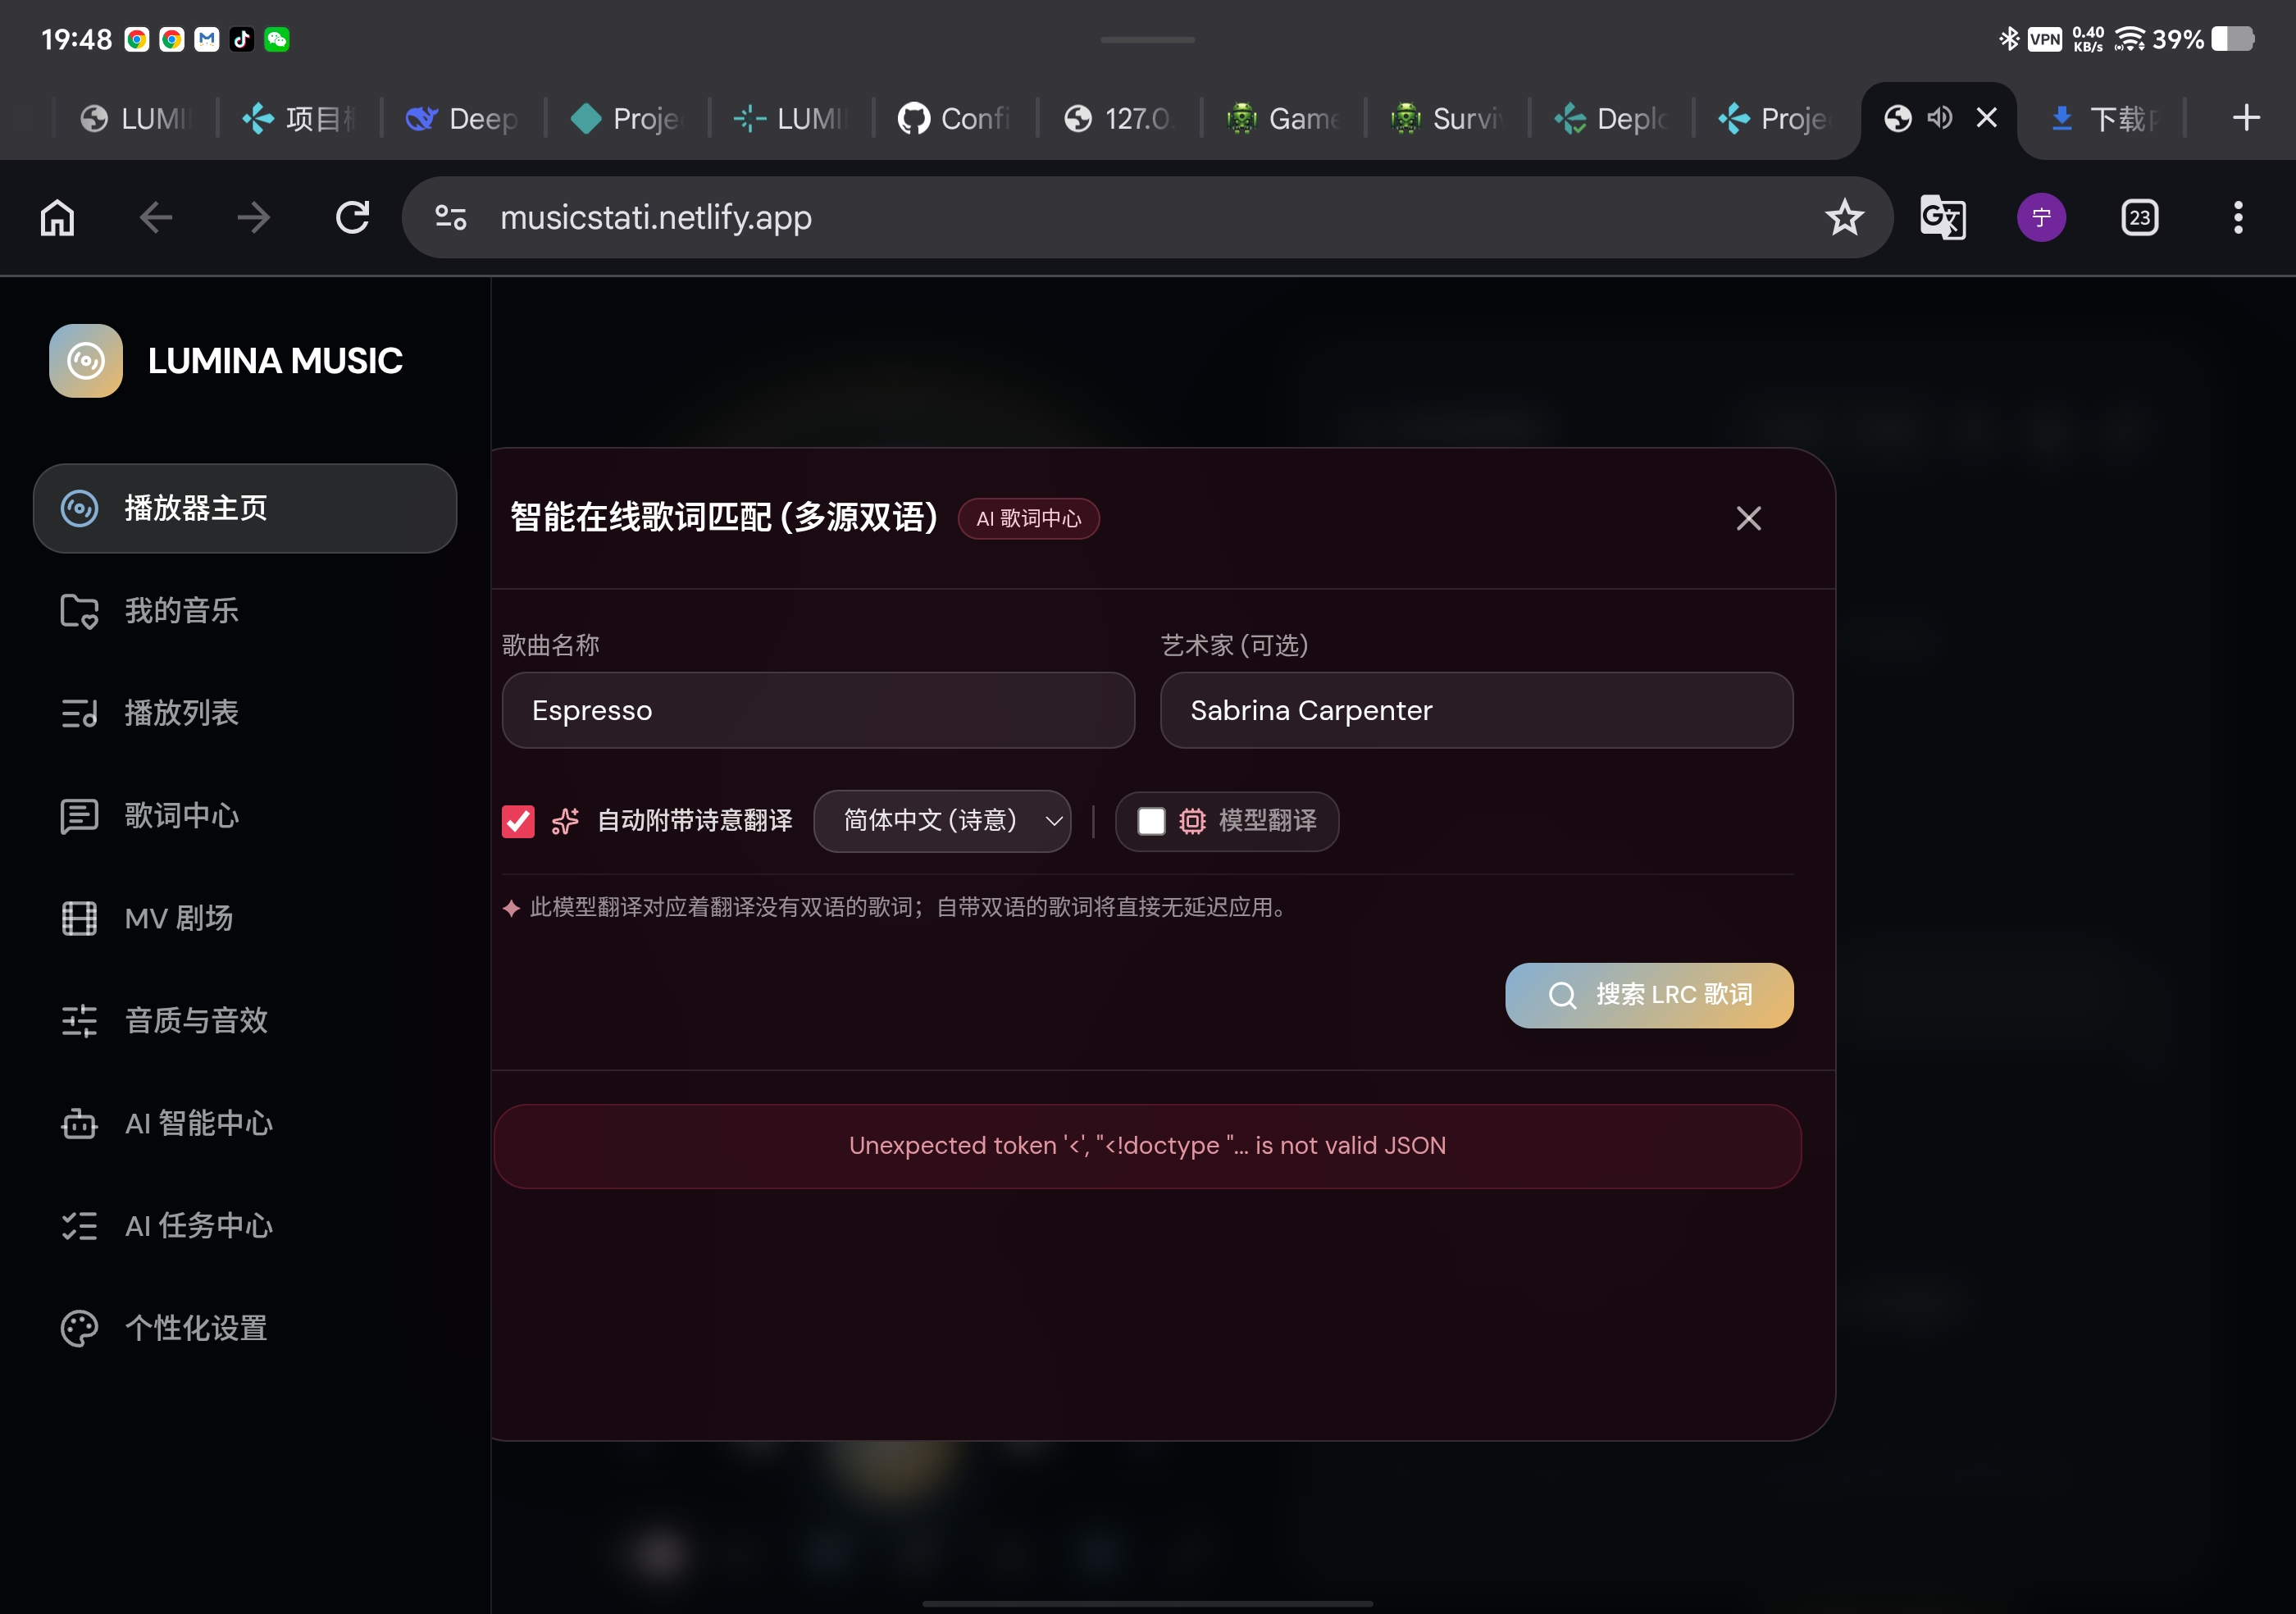 19:48
VPN 0.40 KB/s 39%
LUMI
项目
Deep
Proje
LUMI
Confi
127.0.
Game
Survi
Deplo
Proje
下载
musicstati.netlify.app
宁
23
LUMINA MUSIC
播放器主页
我的音乐
播放列表
歌词中心
MV 剧场
音质与音效
AI 智能中心
AI 任务中心
个性化设置
智能在线歌词匹配 (多源双语) AI 歌词中心
歌曲名称 艺术家 (可选)
Espresso Sabrina Carpenter
自动附带诗意翻译 简体中文 (诗意) 模型翻译
此模型翻译对应着翻译没有双语的歌词；自带双语的歌词将直接无延迟应用。
搜索 LRC 歌词
Unexpected token '<', "<!doctype "... is not valid JSON